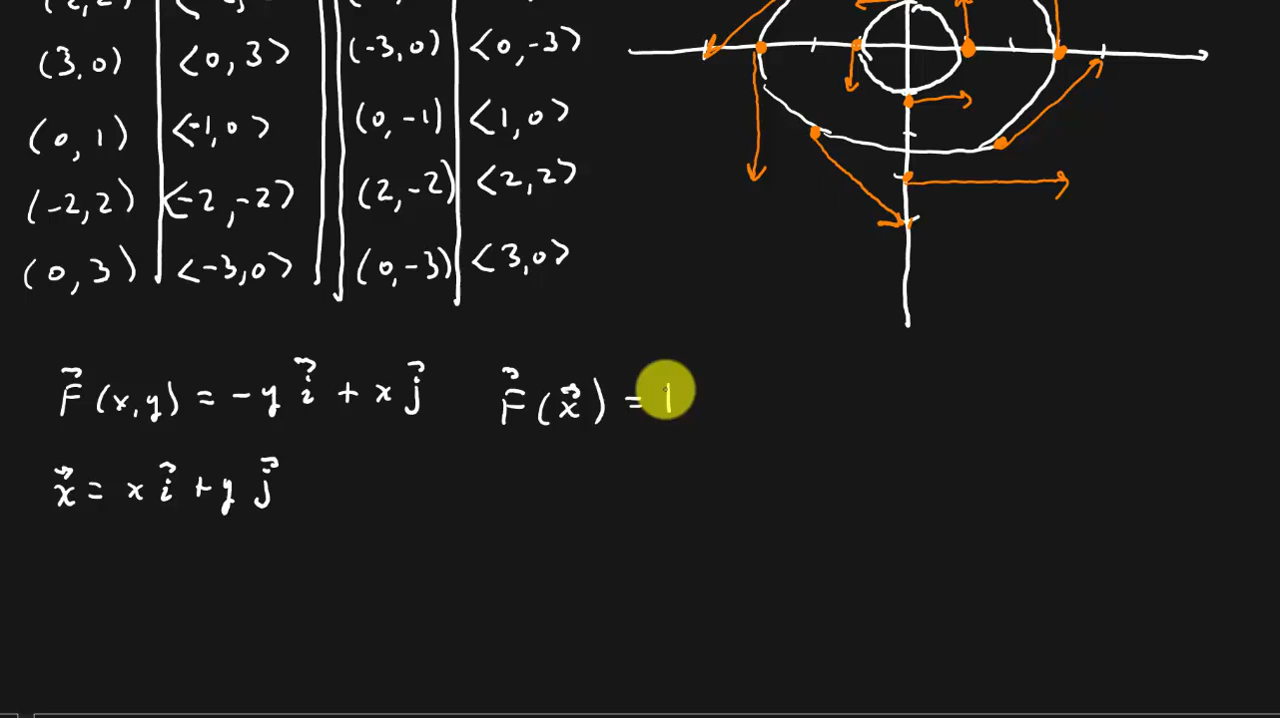 (3,0) <0,3> (-3,0) <0,-3>
(0,1) <-1,0> (0,-1) <1,0>
(-2,2) <-2,-2> (2,-2) <2,2>
(0,3) <-3,0> (0,-3) <3,0>
F⃗(x,y) = -y i⃗ + x j⃗ F⃗(x⃗) =
x⃗ = x i⃗ + y j⃗